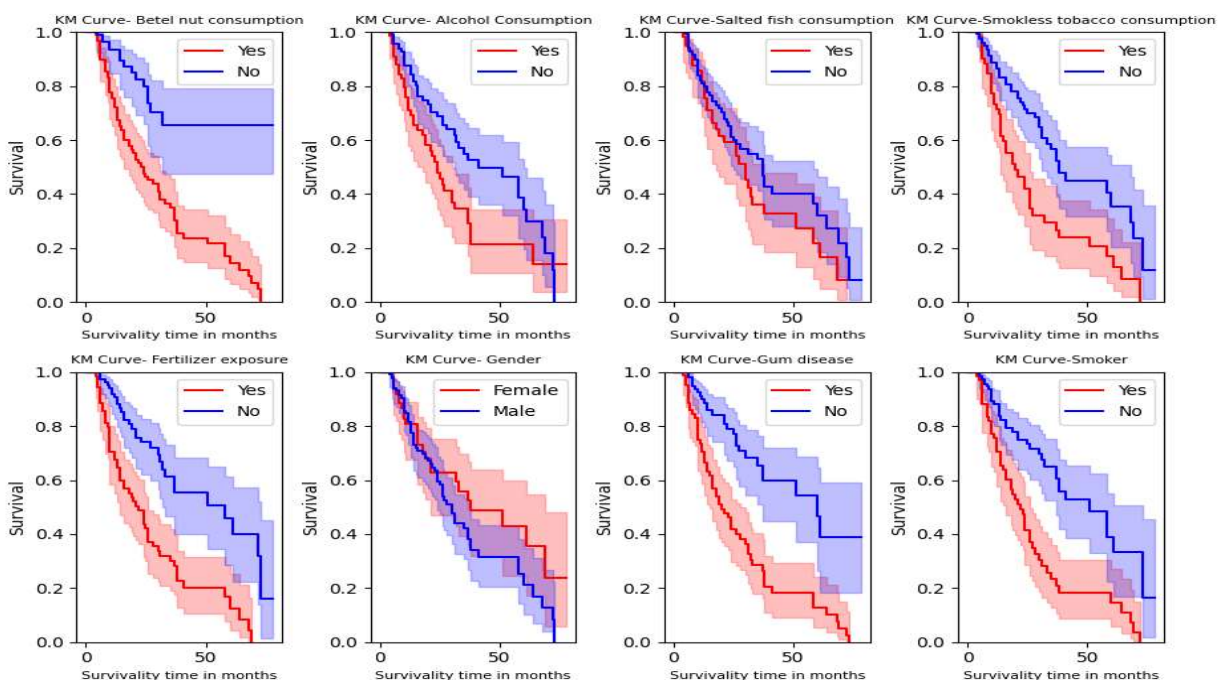 KM Curve- Betel nut consumption
1.0
0.8
0.6
0.4
0.2
0.0
Survival
Yes
No
0
50
Survivality time in months
KM Curve- Alcohol Consumption
1.0
0.8
0.6
0.4
0.2
0.0
Survival
Yes
No
0
50
Survivality time in months
KM Curve-Salted fish consumption
1.0
0.8
0.6
0.4
0.2
0.0
Survival
Yes
No
0
50
Survivality time in months
KM Curve-Smokless tobacco consumption
1.0
0.8
0.6
0.4
0.2
0.0
Survival
Yes
No
0
50
Survivality time in months
KM Curve- Fertilizer exposure
1.0
0.8
0.6
0.4
0.2
0.0
Survival
Yes
No
0
50
Survivality time in months
KM Curve- Gender
1.0
0.8
0.6
0.4
0.2
0.0
Survival
Female
Male
0
50
Survivality time in months
KM Curve-Gum disease
1.0
0.8
0.6
0.4
0.2
0.0
Survival
Yes
No
0
50
Survivality time in months
KM Curve-Smoker
1.0
0.8
0.6
0.4
0.2
0.0
Survival
Yes
No
0
50
Survivality time in months